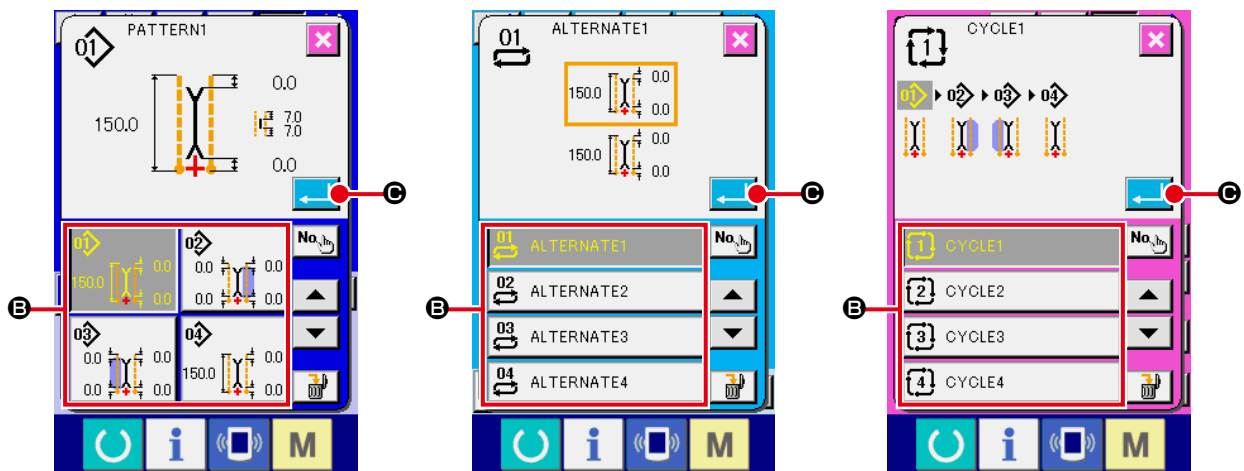 01 PATTERN1
150.0
0.0
7.0
7.0
0.0
C
B
01
150.0 0.0
0.0
02
0.0 0.0
0.0 0.0
03
0.0 0.0
0.0 0.0
04
150.0 0.0
0.0
No.
i
M
01 ALTERNATE1
150.0 0.0
0.0
150.0 0.0
0.0
C
B
01 ALTERNATE1
02 ALTERNATE2
03 ALTERNATE3
04 ALTERNATE4
No.
i
M
1 CYCLE1
01 02 03 04
C
B
1 CYCLE1
2 CYCLE2
3 CYCLE3
4 CYCLE4
No.
i
M